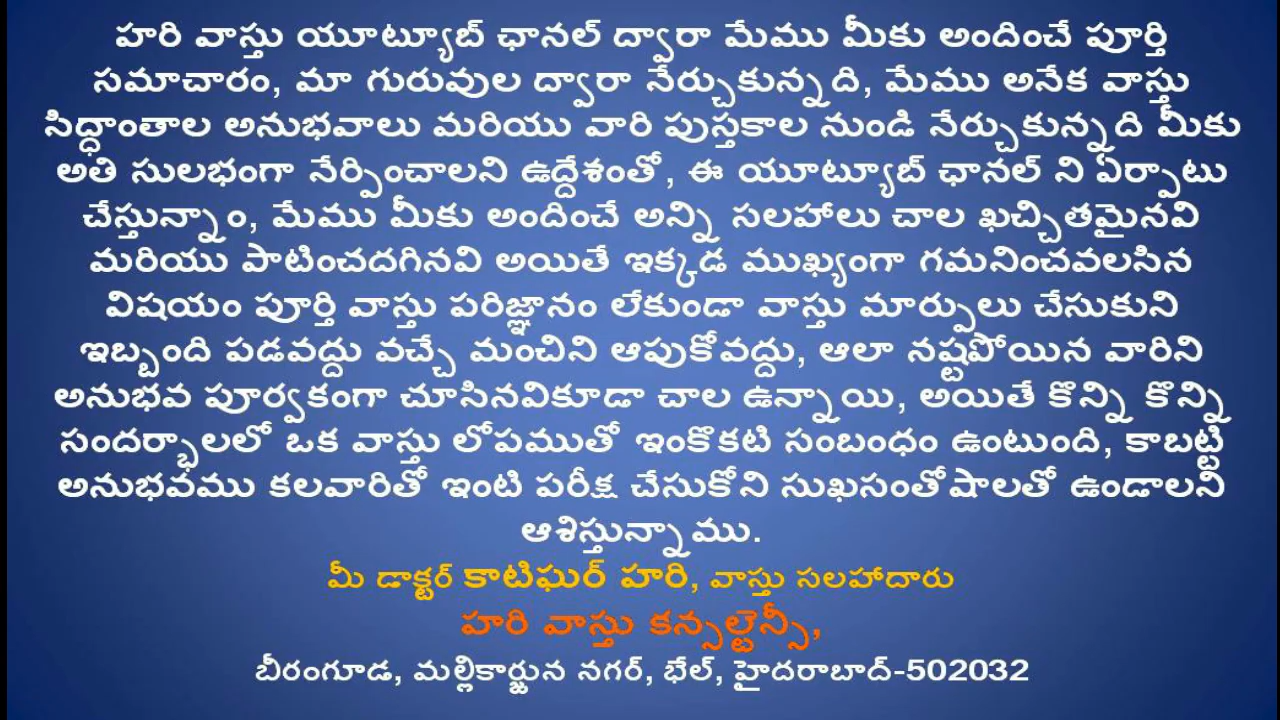 హరి వాస్తు యూట్యూబ్ ఛానల్ ద్వారా మేము మీకు అందించే పూర్తి
సమాచారం, మా గురువుల ద్వారా నేర్చుకున్నది, మేము అనేక వాస్తు
సిద్ధాంతాల అనుభవాలు మరియు వారి పుస్తకాల నుండి నేర్చుకున్నది మీకు
అతి సులభంగా నేర్పించాలని ఉద్దేశంతో, ఈ యూట్యూబ్ ఛానల్ ని ఏర్పాటు
చేస్తున్నాం, మేము మీకు అందించే అన్ని సలహాలు చాల ఖచ్చితమైనవి
మరియు పాటించదగినవి అయితే ఇక్కడ ముఖ్యంగా గమనించవలసిన
విషయం పూర్తి వాస్తు పరిజ్ఞానం లేకుండా వాస్తు మార్పులు చేసుకుని
ఇబ్బంది పడవద్దు వచ్చే మంచిని ఆపుకోవద్దు, ఆలా నష్టపోయిన వారిని
అనుభవ పూర్వకంగా చూసినవికూడా చాల ఉన్నాయి, అయితే కొన్ని కొన్ని
సందర్భాలలో ఒక వాస్తు లోపముతో ఇంకొకటి సంబంధం ఉంటుంది, కాబట్టి
అనుభవము కలవారితో ఇంటి పరీక్ష చేసుకోని సుఖసంతోషాలతో ఉండాలని
ఆశిస్తున్నాము.
మీ డాక్టర్ కాటిఘర్ హరి, వాస్తు సలహాదారు
హరి వాస్తు కన్సల్టెన్సీ,
బీరంగూడ, మల్లికార్జున నగర్, భేల్, హైదరాబాద్-502032